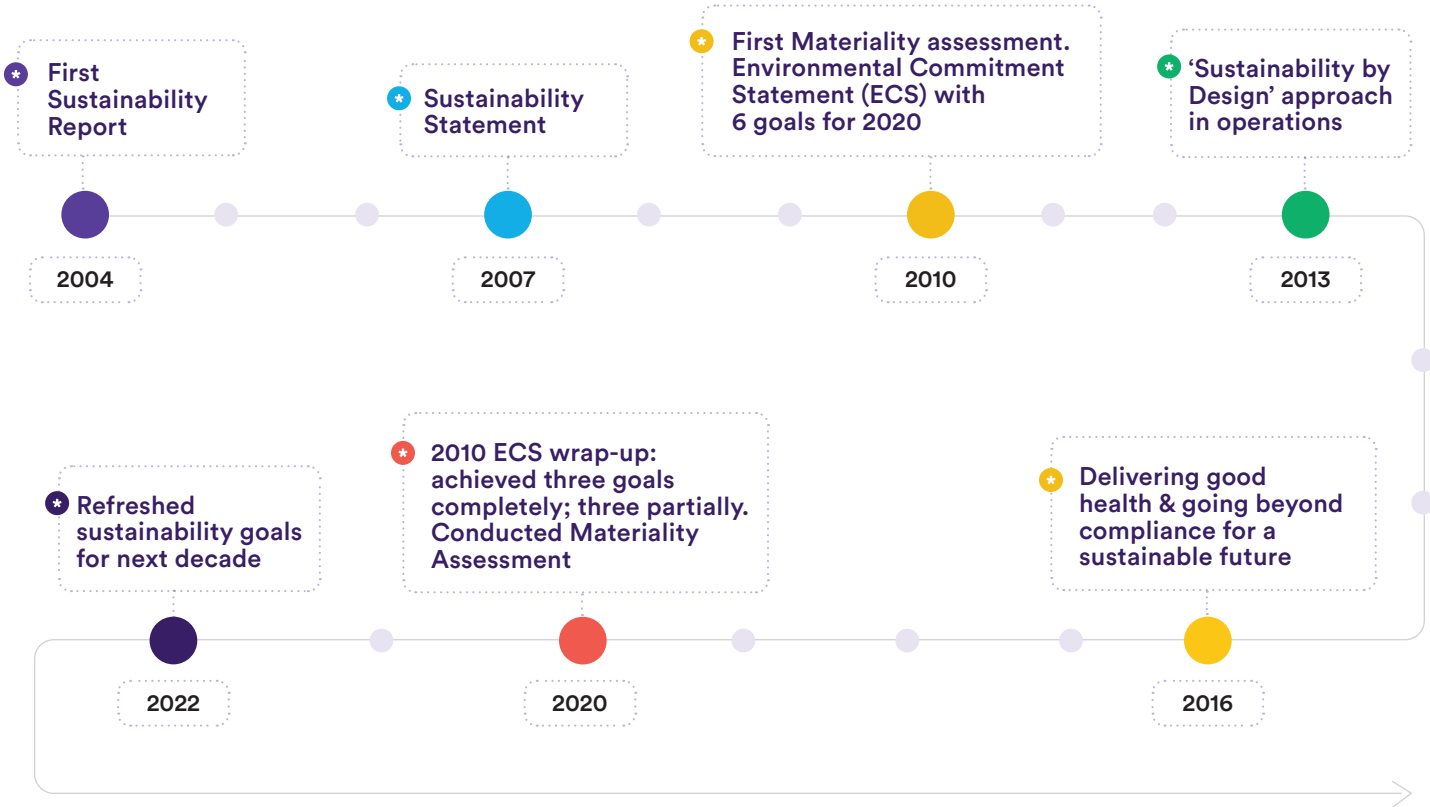 First
Sustainability
Report
2004
Sustainability
Statement
2007
First Materiality assessment.
Environmental Commitment
Statement (ECS) with
6 goals for 2020
2010
‘Sustainability by
Design’ approach
in operations
2013
Delivering good
health & going beyond
compliance for a
sustainable future
2016
2010 ECS wrap-up:
achieved three goals
completely; three partially.
Conducted Materiality
Assessment
2020
Refreshed
sustainability goals
for next decade
2022